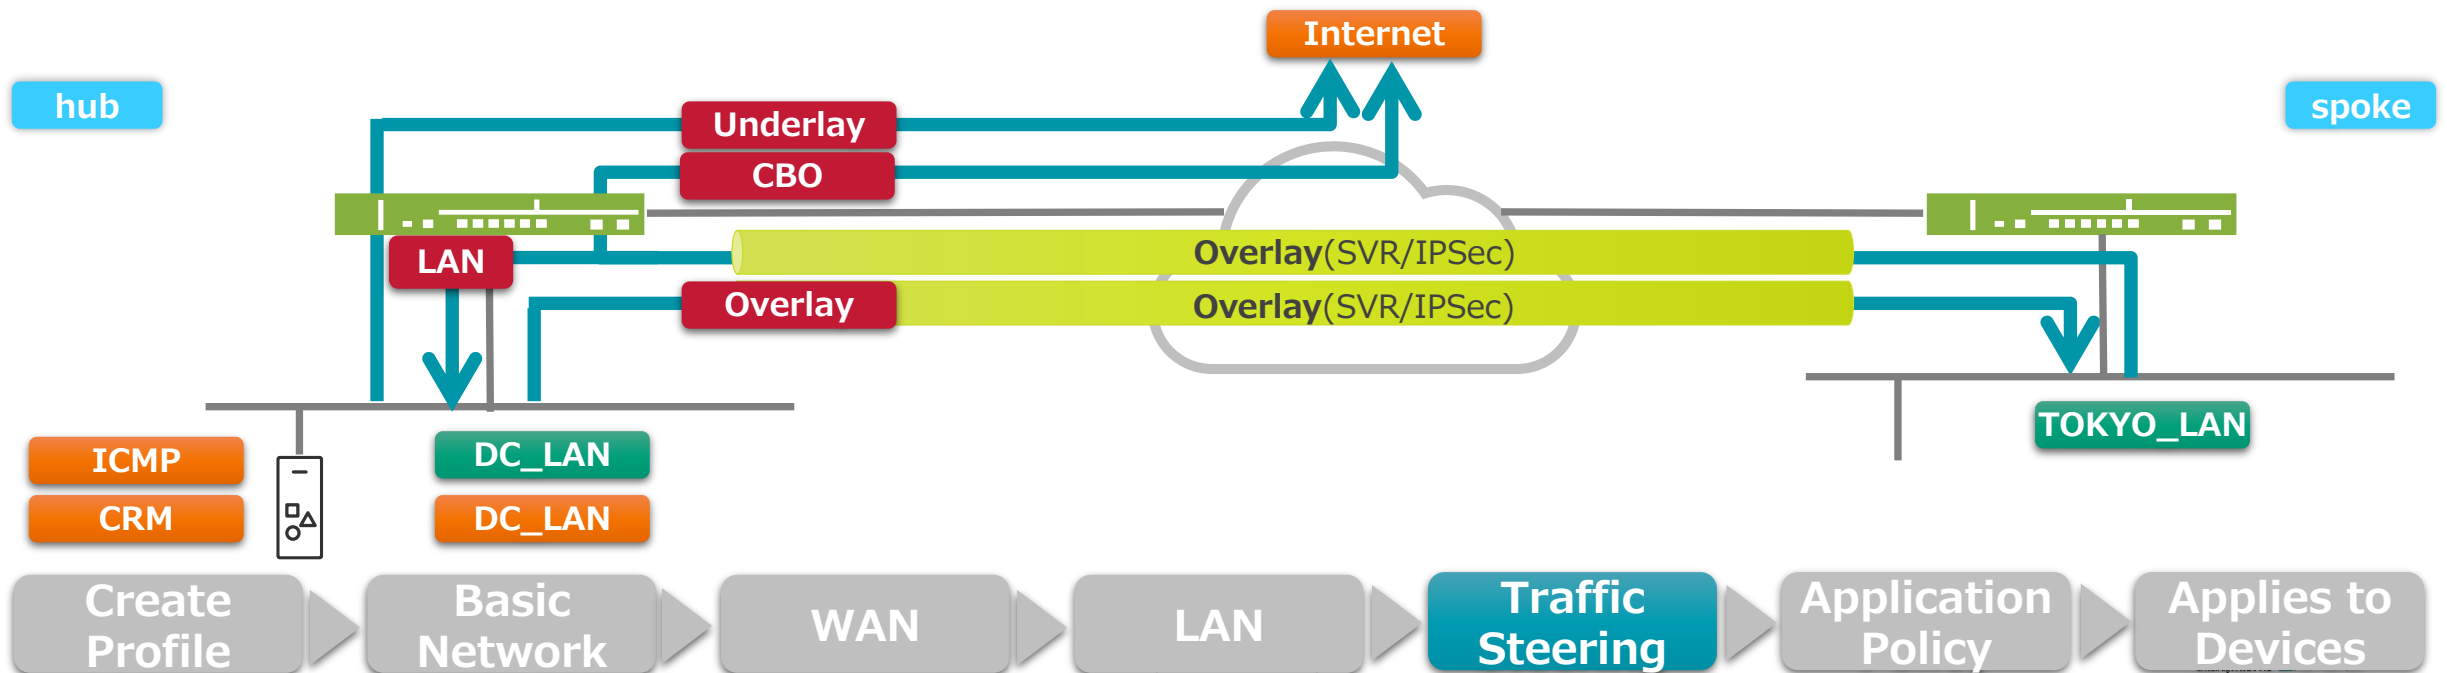 Internet
hub
spoke
Underlay
CBO
LAN
Overlay(SVR/IPSec)
Overlay
Overlay(SVR/IPSec)
ICMP
DC_LAN
TOKYO_LAN
CRM
DC_LAN
Create
Profile
Basic
Network
WAN
LAN
Traffic
Steering
Application
Policy
Applies to
Devices